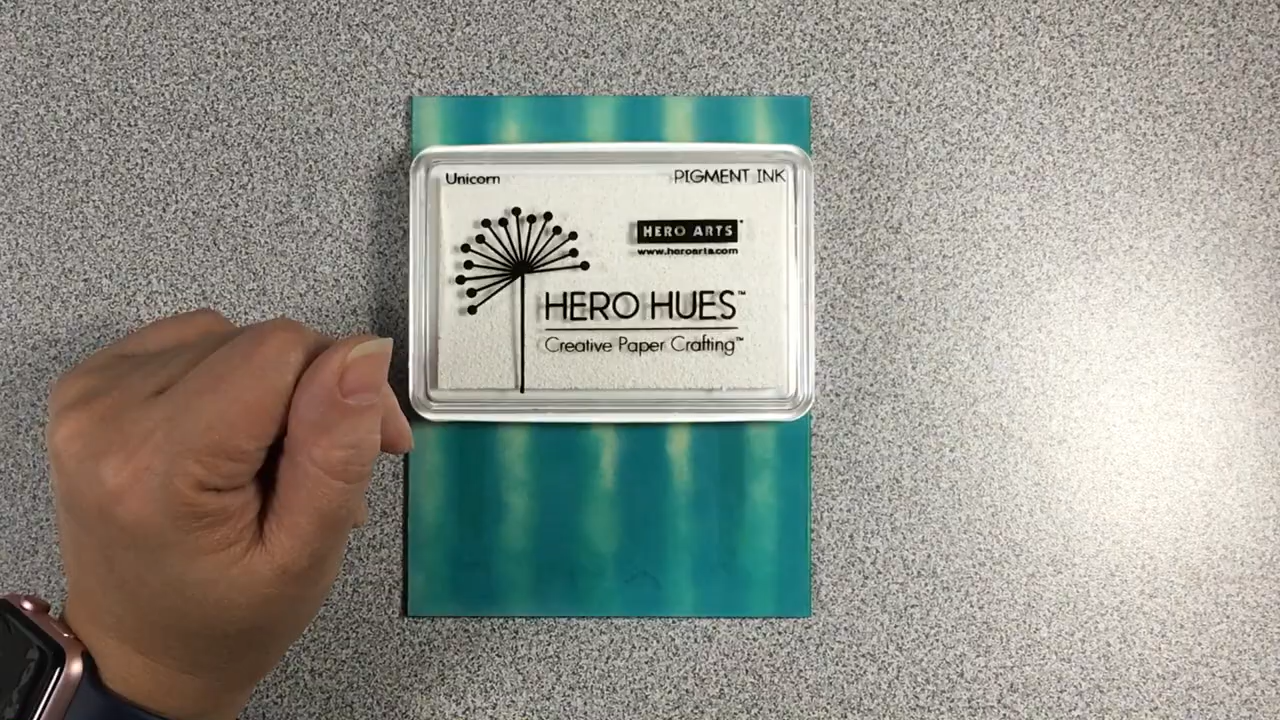 Unicorn
PIGMENT INK
HERO ARTS
www.heroarts.com
HERO HUES™
Creative Paper Crafting™